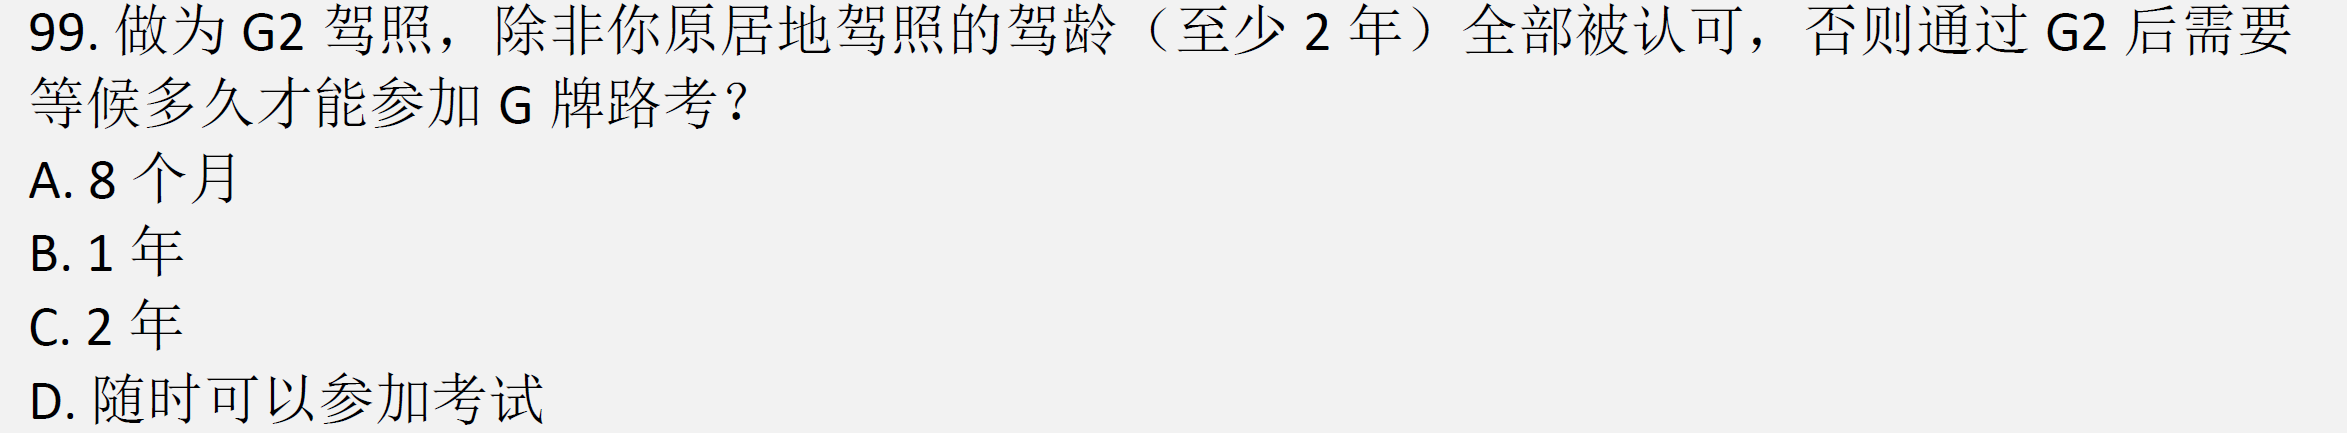 99. 做为 G2 驾照，除非你原居地驾照的驾龄（至少 2 年）全部被认可，否则通过 G2 后需要
等候多久才能参加 G 牌路考？
A. 8 个月
B. 1 年
C. 2 年
D. 随时可以参加考试